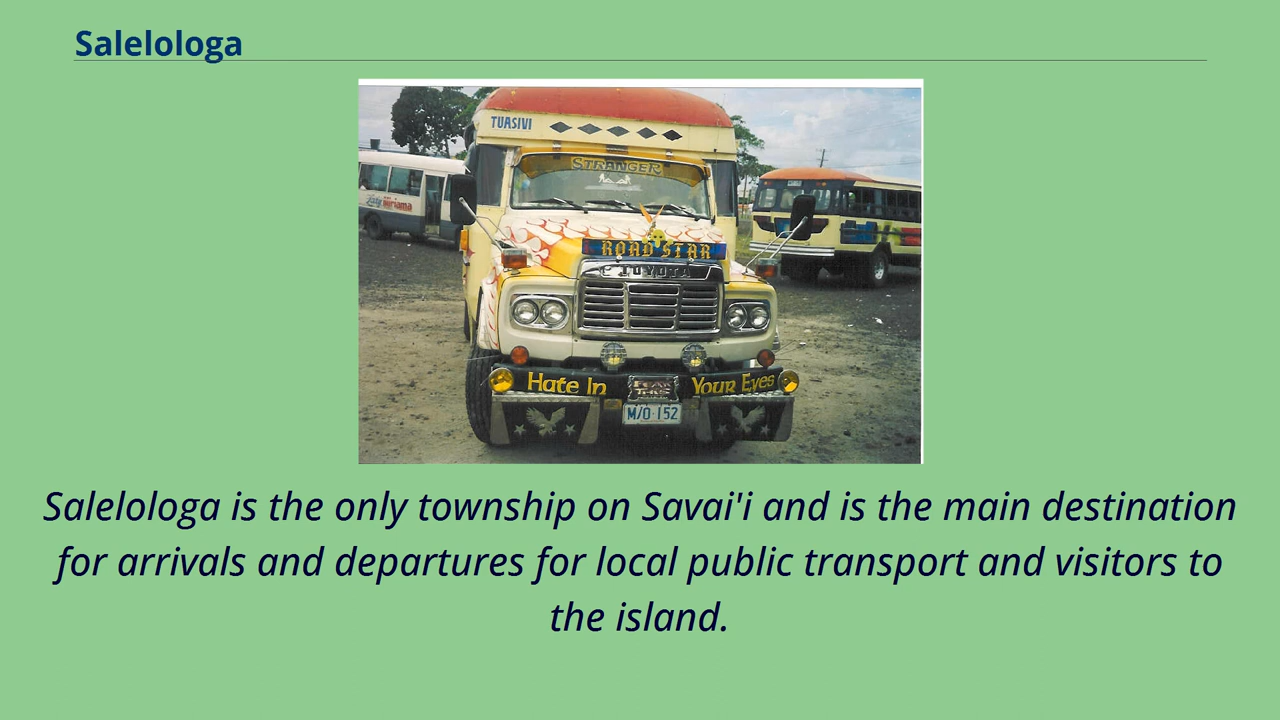 Salelologa
TUASIVI
STRANGER
ROAD STAR
TOYOTA
Hate In
Your Eyes
M/O 152
Salelologa is the only township on Savai'i and is the main destination
for arrivals and departures for local public transport and visitors to
the island.